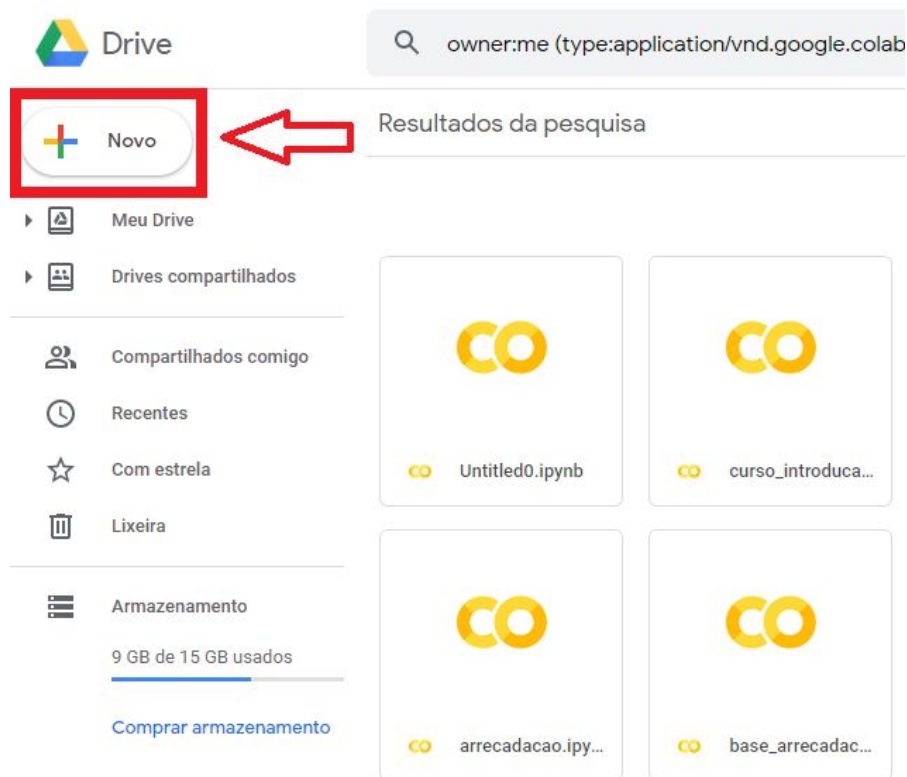 Drive
owner:me (type:application/vnd.google.colab
Novo
Resultados da pesquisa
Meu Drive
Drives compartilhados
Compartilhados comigo
Recentes
Com estrela
Lixeira
Armazenamento
9 GB de 15 GB usados
Comprar armazenamento
CO
CO
CO Untitled0.ipynb
CO curso_introduca...
CO
CO
CO arrecadacao.ipy...
CO base_arrecadac...